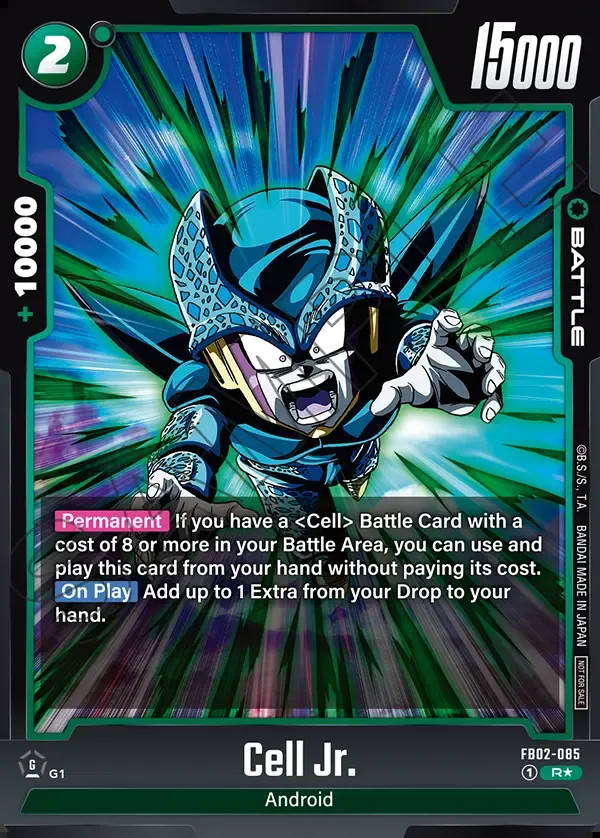 2
15000
+ 10000
BATTLE
Permanent If you have a <Cell> Battle Card with a
cost of 8 or more in your Battle Area, you can use and
play this card from your hand without paying its cost.
On Play Add up to 1 Extra from your Drop to your
hand.
©B.S./S., T.A. BANDAI MADE IN JAPAN
NOT FOR SALE
Cell Jr.
FB02-085
G G1
1 R★
Android